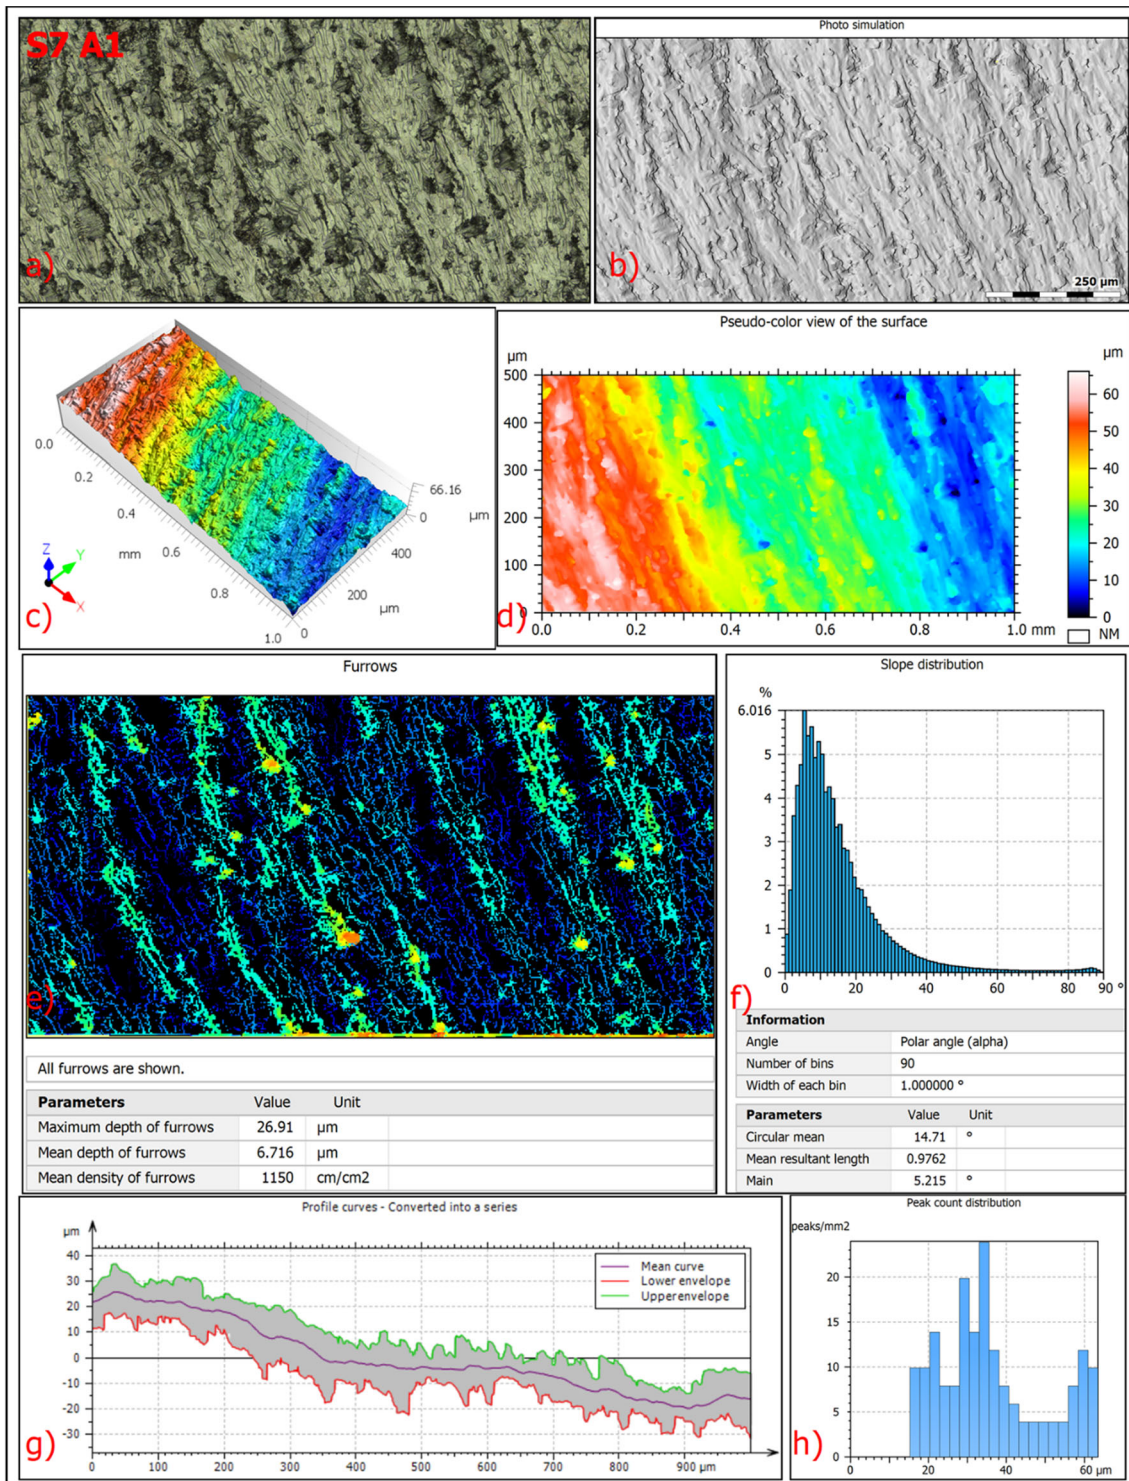 S7 A1
a)
Photo simulation
b)
250 µm
c)
0.0
0.2
0.4
mm
0.6
0.8
1.0
0
200
µm
400
0
66.16
µm
Z
Y
X
Pseudo-color view of the surface
µm
500
400
300
200
100
0
d)
0.0 0.2 0.4 0.6 0.8 1.0 mm
µm
60
50
40
30
20
10
0
NM
Furrows
e)
All furrows are shown.
Parameters Value Unit
Maximum depth of furrows 26.91 µm
Mean depth of furrows 6.716 µm
Mean density of furrows 1150 cm/cm2
Slope distribution
%
6.016
5
4
3
2
1
0
0 20 40 60 80 90 °
f)
Information
Angle Polar angle (alpha)
Number of bins 90
Width of each bin 1.000000 °
Parameters Value Unit
Circular mean 14.71 °
Mean resultant length 0.9762
Main 5.215 °
Profile curves - Converted into a series
µm
40
30
20
10
0
-10
-20
-30
Mean curve
Lower envelope
Upperenvelope
g)
0 100 200 300 400 500 600 700 800 900 µm
Peak count distribution
peaks/mm2
20
15
10
5
0
h)
0 20 40 60 µm